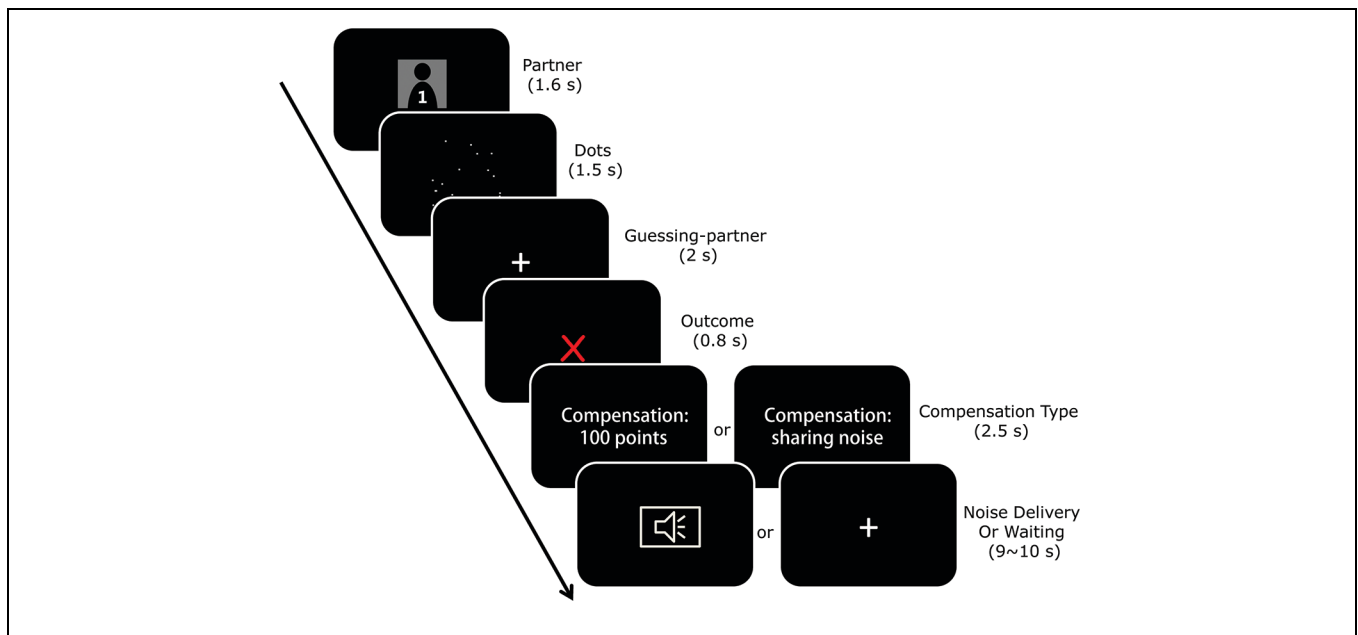 Partner
(1.6 s)
1
Dots
(1.5 s)
Guessing-partner
(2 s)
Outcome
(0.8 s)
Compensation:
100 points
or
Compensation:
sharing noise
Compensation Type
(2.5 s)
or
Noise Delivery
Or Waiting
(9~10 s)